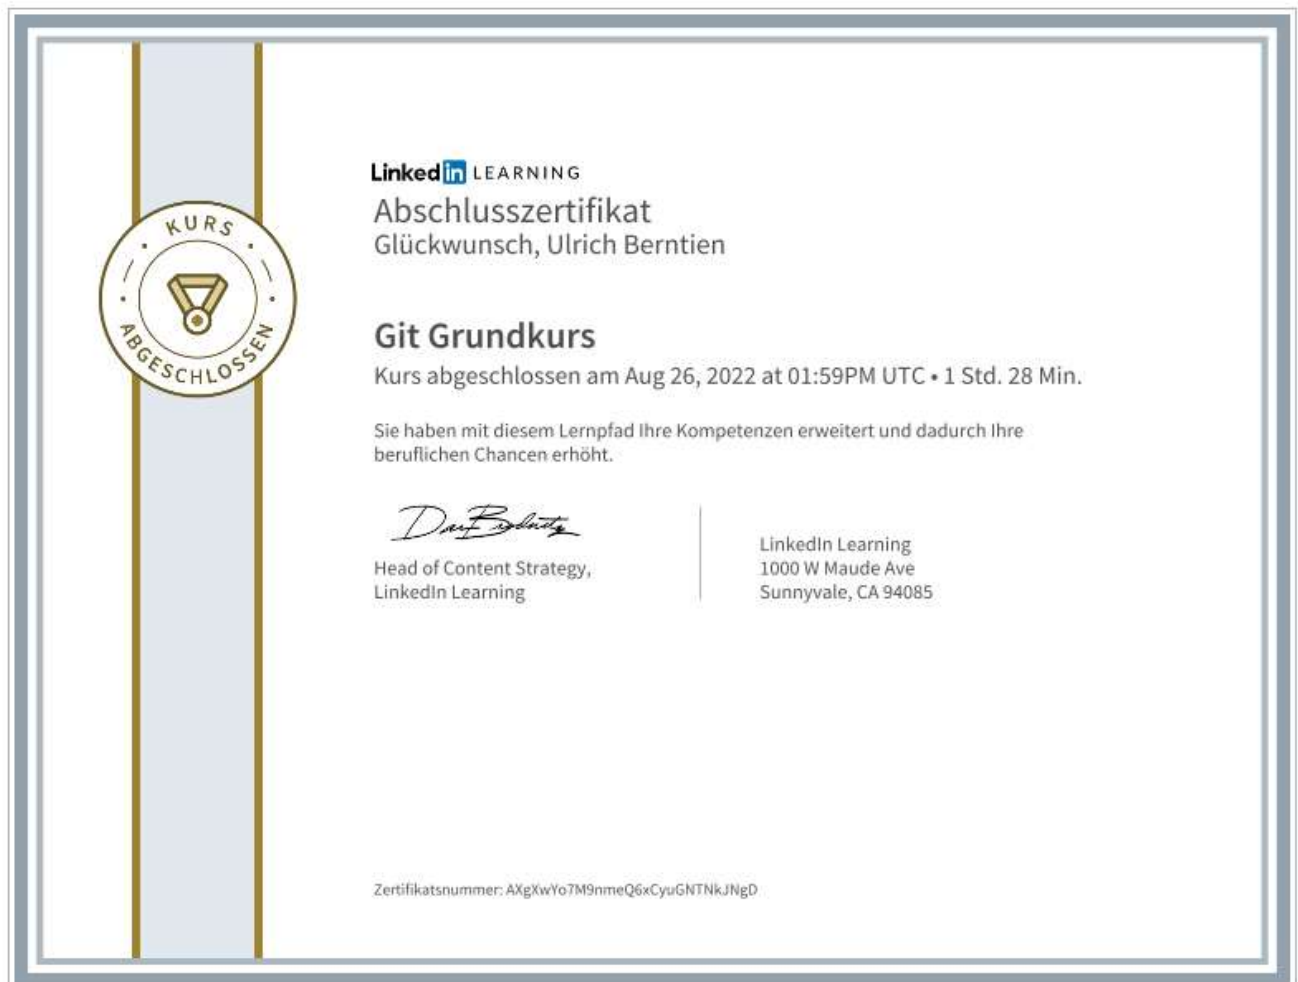 KURS
ABGESCHLOSSEN
Linked in LEARNING
Abschlusszertifikat
Glückwunsch, Ulrich Berntien
Git Grundkurs
Kurs abgeschlossen am Aug 26, 2022 at 01:59PM UTC • 1 Std. 28 Min.
Sie haben mit diesem Lernpfad Ihre Kompetenzen erweitert und dadurch Ihre
beruflichen Chancen erhöht.
Head of Content Strategy,
LinkedIn Learning
LinkedIn Learning
1000 W Maude Ave
Sunnyvale, CA 94085
Zertifikatsnummer: AXgXwYo7M9nmeQ6xCyuGNTNkJNgD